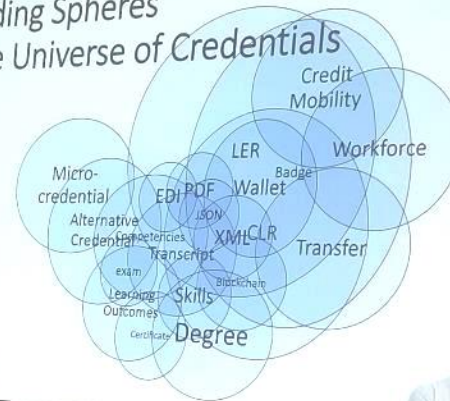 ding Spheres
e Universe of Credentials
Credit
Mobility
LER
Workforce
Badge
Micro-
credential
EDI
PDF
Wallet
JSON
Alternative
Credential
Competencies
XML
CLR
Transcript
Transfer
exam
Blockchain
Learning
Outcomes
Skills
Certificate
Degree